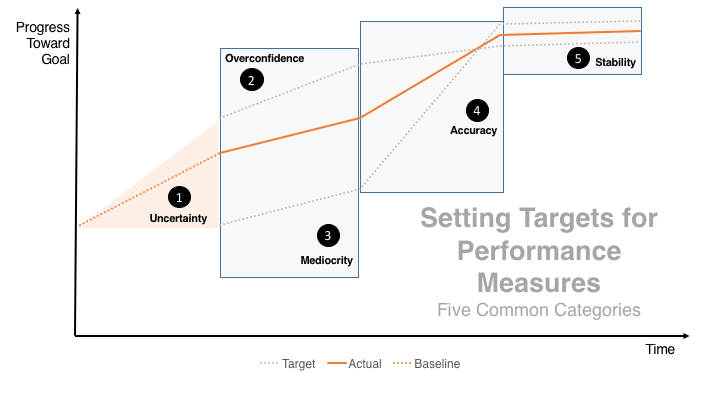 Progress
Toward
Goal
Overconfidence
2
1
Uncertainty
3
Mediocrity
4
Accuracy
5
Stability
Setting Targets for
Performance
Measures
Five Common Categories
Time
Target
Actual
Baseline